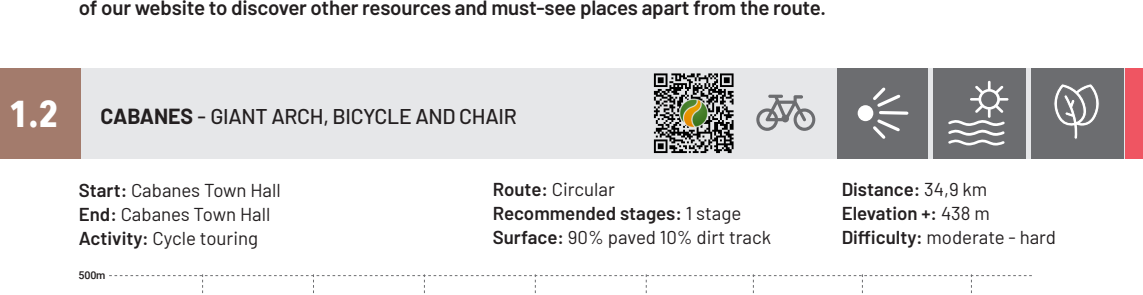 of our website to discover other resources and must-see places apart from the route.
1.2
CABANES - GIANT ARCH, BICYCLE AND CHAIR
Start: Cabanes Town Hall
End: Cabanes Town Hall
Activity: Cycle touring
Route: Circular
Recommended stages: 1 stage
Surface: 90% paved 10% dirt track
Distance: 34,9 km
Elevation +: 438 m
Difficulty: moderate - hard
500m